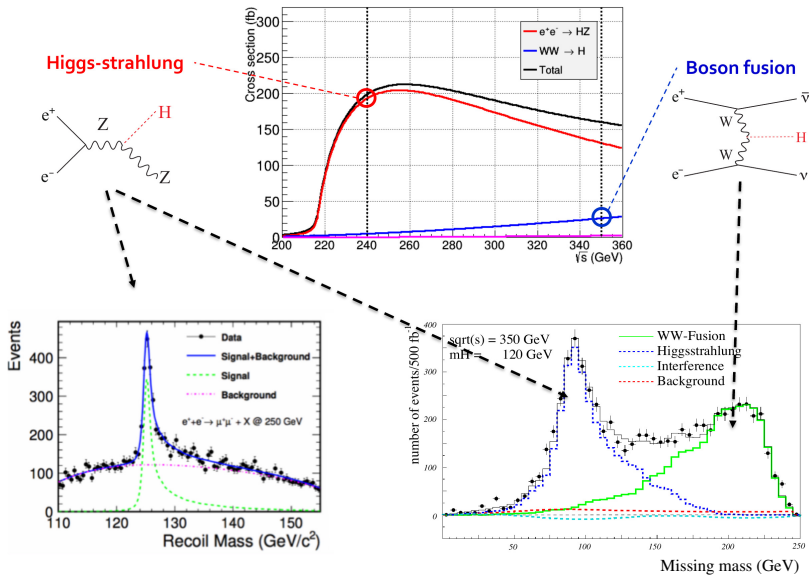 Higgs-strahlung
e⁺
e⁻
Z
H
Z
Cross section (fb)
300
250
200
150
100
50
0
200 220 240 260 280 300 320 340 360
√s (GeV)
e⁺e⁻ → HZ
WW → H
Total
Boson fusion
e⁺
e⁻
W
W
H
ν̄
ν
Events
400
300
200
100
0
110 120 130 140 150
Recoil Mass (GeV/c²)
Data
Signal+Background
Signal
Background
e⁺+e⁻→ μ⁺μ⁻ + X @ 250 GeV
number of events/500 fb⁻
400
300
200
0
50 100 150 200 250
Missing mass (GeV)
sqrt(s) = 350 GeV
mH = 120 GeV
WW-Fusion
Higgsstrahlung
Interference
Background